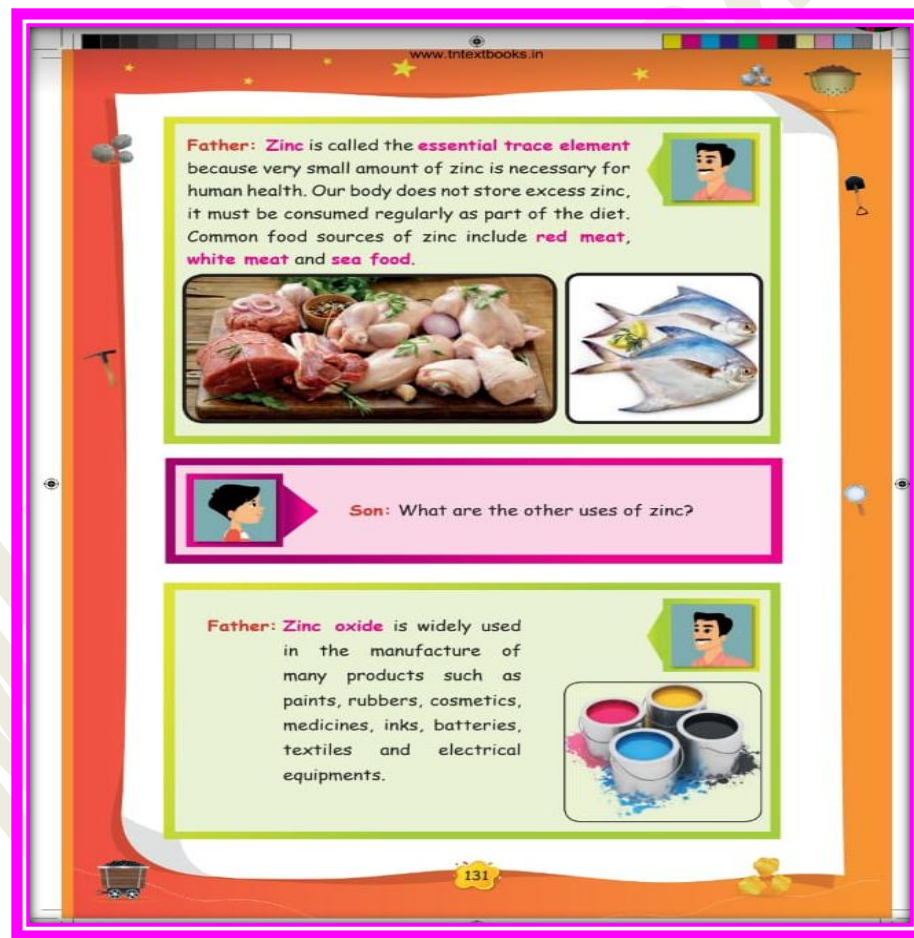 www.tntextbooks.in
Father: Zinc is called the essential trace element
because very small amount of zinc is necessary for
human health. Our body does not store excess zinc,
it must be consumed regularly as part of the diet.
Common food sources of zinc include red meat,
white meat and sea food.
Son: What are the other uses of zinc?
Father: Zinc oxide is widely used
in the manufacture of
many products such as
paints, rubbers, cosmetics,
medicines, inks, batteries,
textiles and electrical
equipments.
131